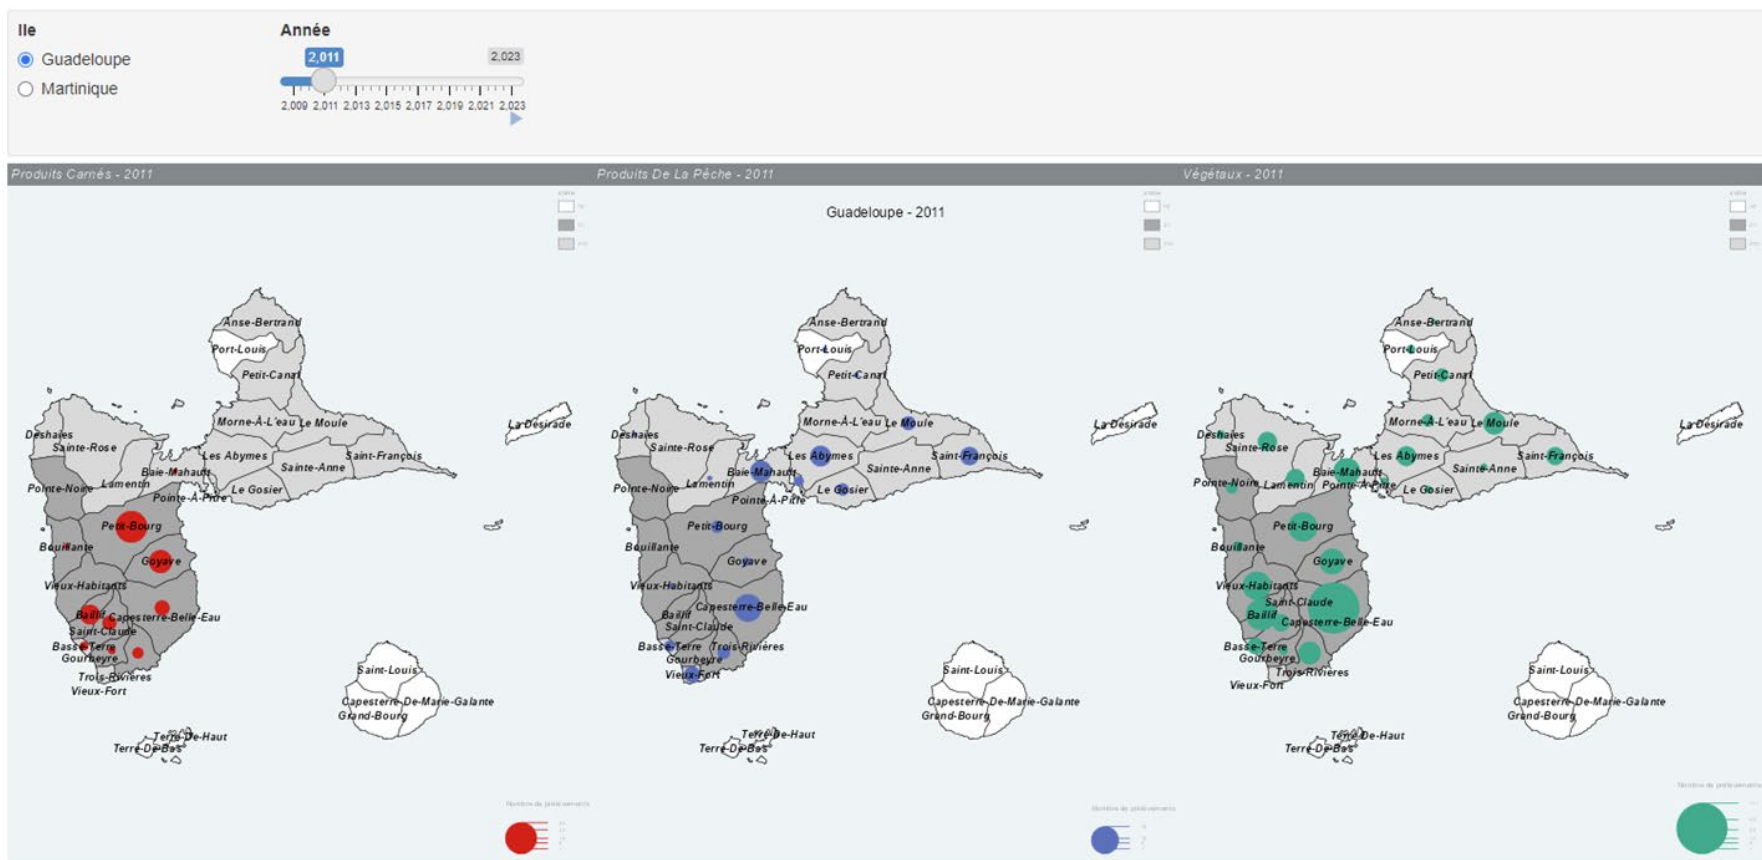 Ile
Guadeloupe
Martinique
Année
2,011
2,023
2,009 2,011 2,013 2,015 2,017 2,019 2,021 2,023
Produits Carnés - 2011
Produits De La Pêche - 2011
Végétaux - 2011
Guadeloupe - 2011
Anse-Bertrand
Port-Louis
Petit-Canal
Morne-À-L'eau
Le Moule
La Désirade
Deshaies
Sainte-Rose
Les Abymes
Saint-François
Sainte-Anne
Baie-Mahault
Lamentin
Pointe-Noire
Le Gosier
Pointe-À-Pitre
Petit-Bourg
Bouillante
Goyave
Vieux-Habitants
Baillif
Capesterre-Belle-Eau
Saint-Claude
Basse-Terre
Gourbeyre
Trois-Rivières
Vieux-Fort
Saint-Louis
Capesterre-De-Marie-Galante
Grand-Bourg
Terre-De-Haut
Terre-De-Bas
Nombre de prélèvements
Anse-Bertrand
Port-Louis
Petit-Canal
Morne-À-L'eau
Le Moule
La Désirade
Deshaies
Sainte-Rose
Les Abymes
Saint-François
Sainte-Anne
Baie-Mahault
Lamentin
Pointe-Noire
Le Gosier
Pointe-À-Pitre
Petit-Bourg
Bouillante
Goyave
Vieux-Habitants
Capesterre-Belle-Eau
Baillif
Saint-Claude
Basse-Terre
Trois-Rivières
Gourbeyre
Vieux-Fort
Saint-Louis
Capesterre-De-Marie-Galante
Grand-Bourg
Terre-De-Haut
Terre-De-Bas
Nombre de prélèvements
Anse-Bertrand
Port-Louis
Petit-Canal
Morne-À-L'eau
Le Moule
La Désirade
Deshaies
Sainte-Rose
Les Abymes
Saint-François
Sainte-Anne
Baie-Mahault
Pointe-Noire
Lamentin
Pointe-À-Pitre
Le Gosier
Petit-Bourg
Bouillante
Goyave
Vieux-Habitants
Saint-Claude
Baillif
Capesterre-Belle-Eau
Basse-Terre
Gourbeyre
Trois-Rivières
Vieux-Fort
Saint-Louis
Capesterre-De-Marie-Galante
Grand-Bourg
Terre-De-Haut
Terre-De-Bas
Nombre de prélèvements